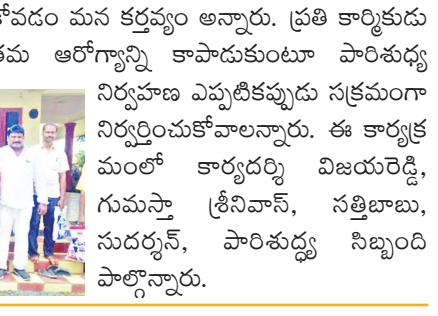 కోవడం మన కర్తవ్యం అన్నారు. ప్రతి కార్మికుడు
తమ ఆరోగ్యాన్ని కాపాడుకుంటూ పారిశుధ్య
నిర్వహణ ఎప్పటికప్పుడు సక్రమంగా
నిర్వర్తించుకోవాలన్నారు. ఈ కార్యక్ర
మంలో కార్యదర్శి విజయరెడ్డి,
గుమస్తా శ్రీనివాస్, సత్తిబాబు,
సుదర్శన్, పారిశుద్ధ్య సిబ్బంది
పాల్గొన్నారు.